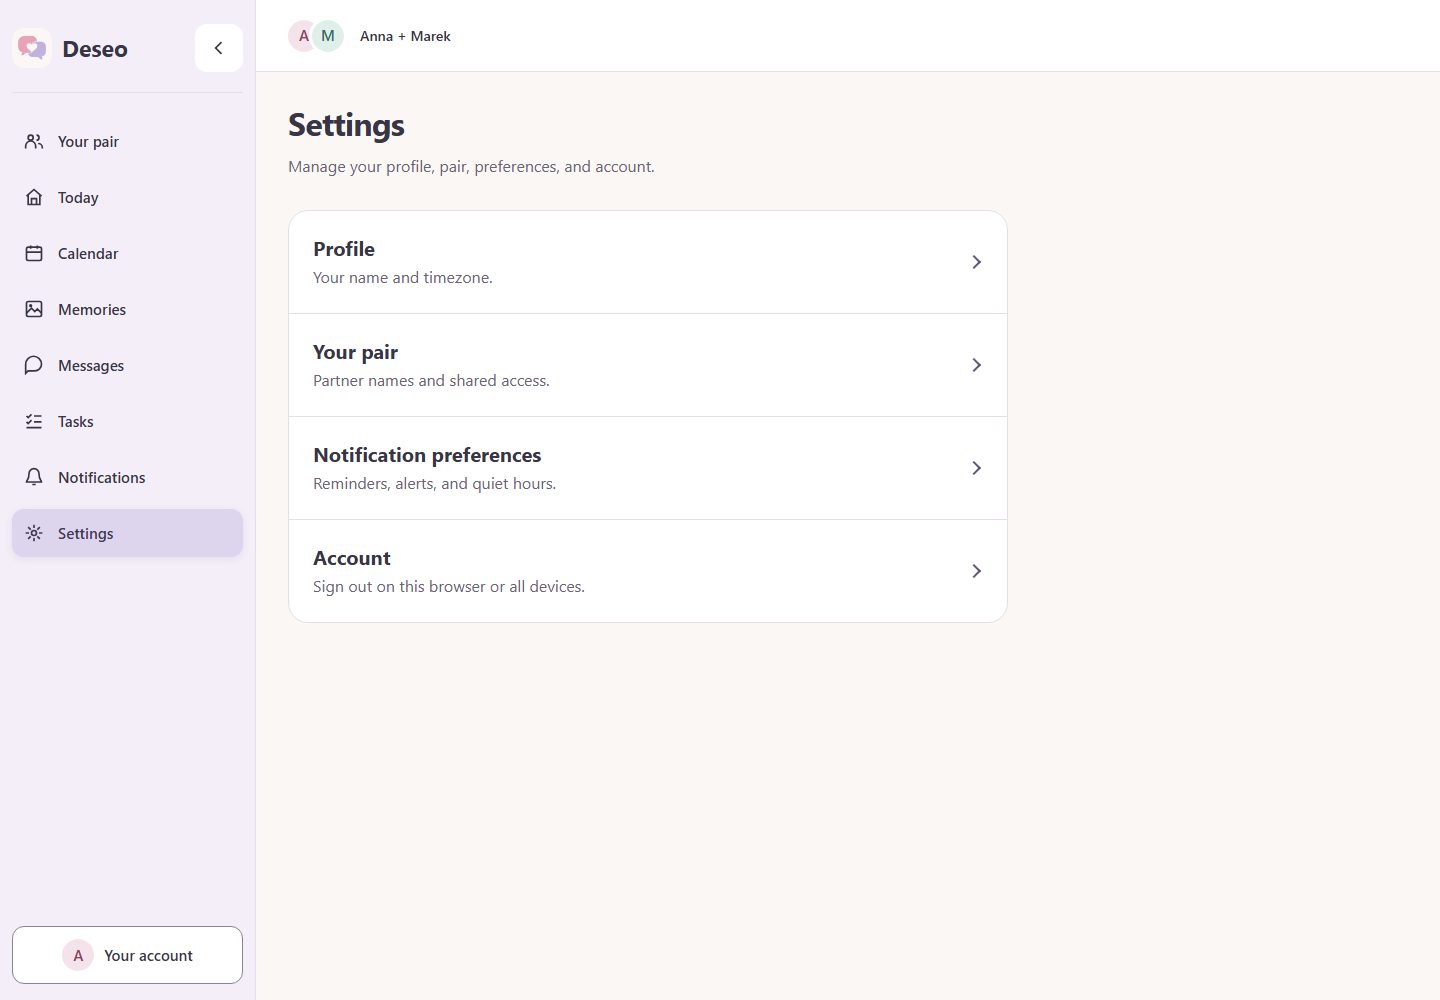 Deseo
Your pair
Today
Calendar
Memories
Messages
Tasks
Notifications
Settings
A Your account
A M Anna + Marek
Settings
Manage your profile, pair, preferences, and account.
Profile
Your name and timezone.
Your pair
Partner names and shared access.
Notification preferences
Reminders, alerts, and quiet hours.
Account
Sign out on this browser or all devices.